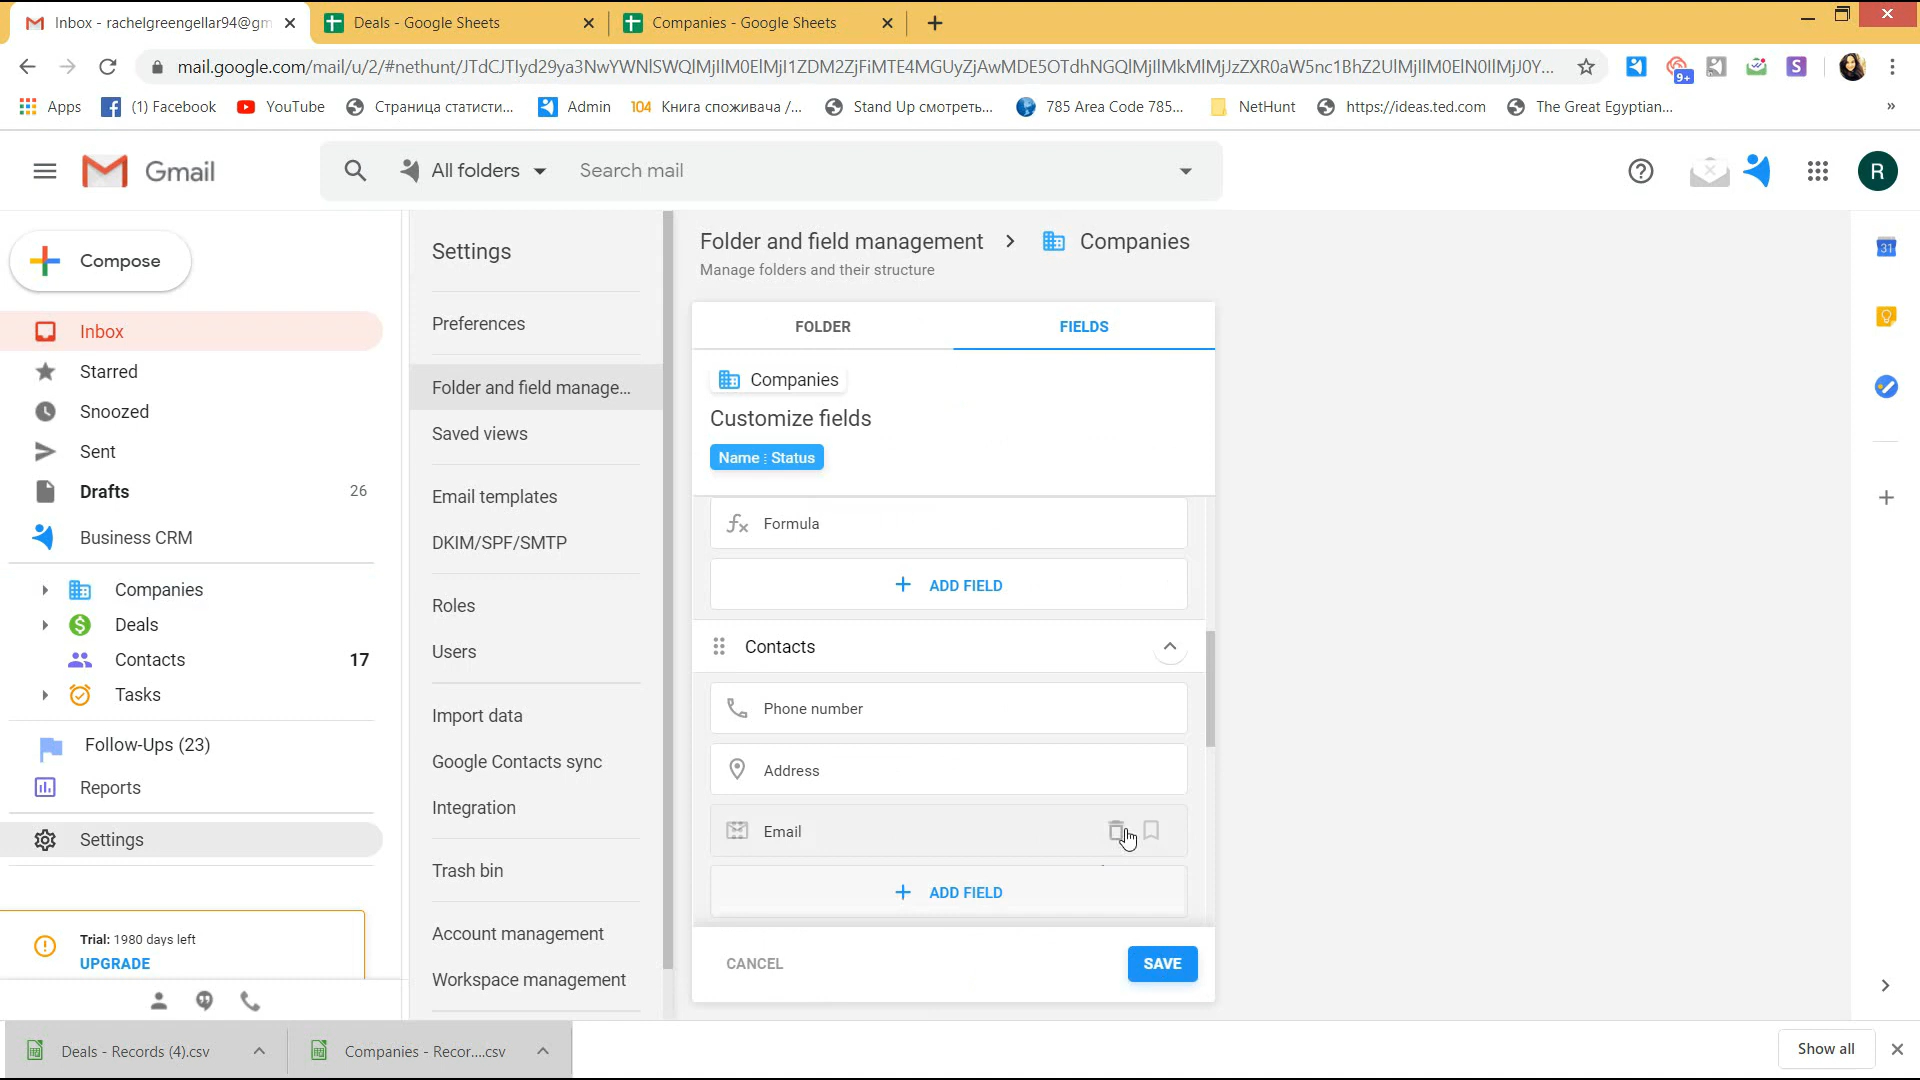 Inbox - rachelgreengellar94@gm
Deals - Google Sheets
Companies - Google Sheets
mail.google.com/mail/u/2/#nethunt/JTdCJTIyd29ya3NwYWNlSWQlMjIlM0ElMjI1ZDM2ZjFiMTE4MGUyZjAwMDE5OTdhNGQlMjIlMkMlMjJzZXR0aW5nc1BhZ2UlMjIlM0ElN0IlMjJ0Y...
9+
Apps
(1) Facebook
YouTube
Страница статисти...
Admin
104 Книга споживача /...
Stand Up смотреть...
785 Area Code 785...
NetHunt
https://ideas.ted.com
The Great Egyptian...
»
Gmail
All folders
Search mail
R
Compose
Inbox
Starred
Snoozed
Sent
Drafts 26
Business CRM
Companies
Deals
Contacts 17
Tasks
Follow-Ups (23)
Reports
Settings
Trial: 1980 days left
UPGRADE
Settings
Preferences
Folder and field manage...
Saved views
Email templates
DKIM/SPF/SMTP
Roles
Users
Import data
Google Contacts sync
Integration
Trash bin
Account management
Workspace management
Folder and field management > Companies
Manage folders and their structure
FOLDER
FIELDS
Companies
Customize fields
Name : Status
fx Formula
+ ADD FIELD
Contacts
Phone number
Address
Email
+ ADD FIELD
CANCEL
SAVE
31
Deals - Records (4).csv
Companies - Recor....csv
Show all